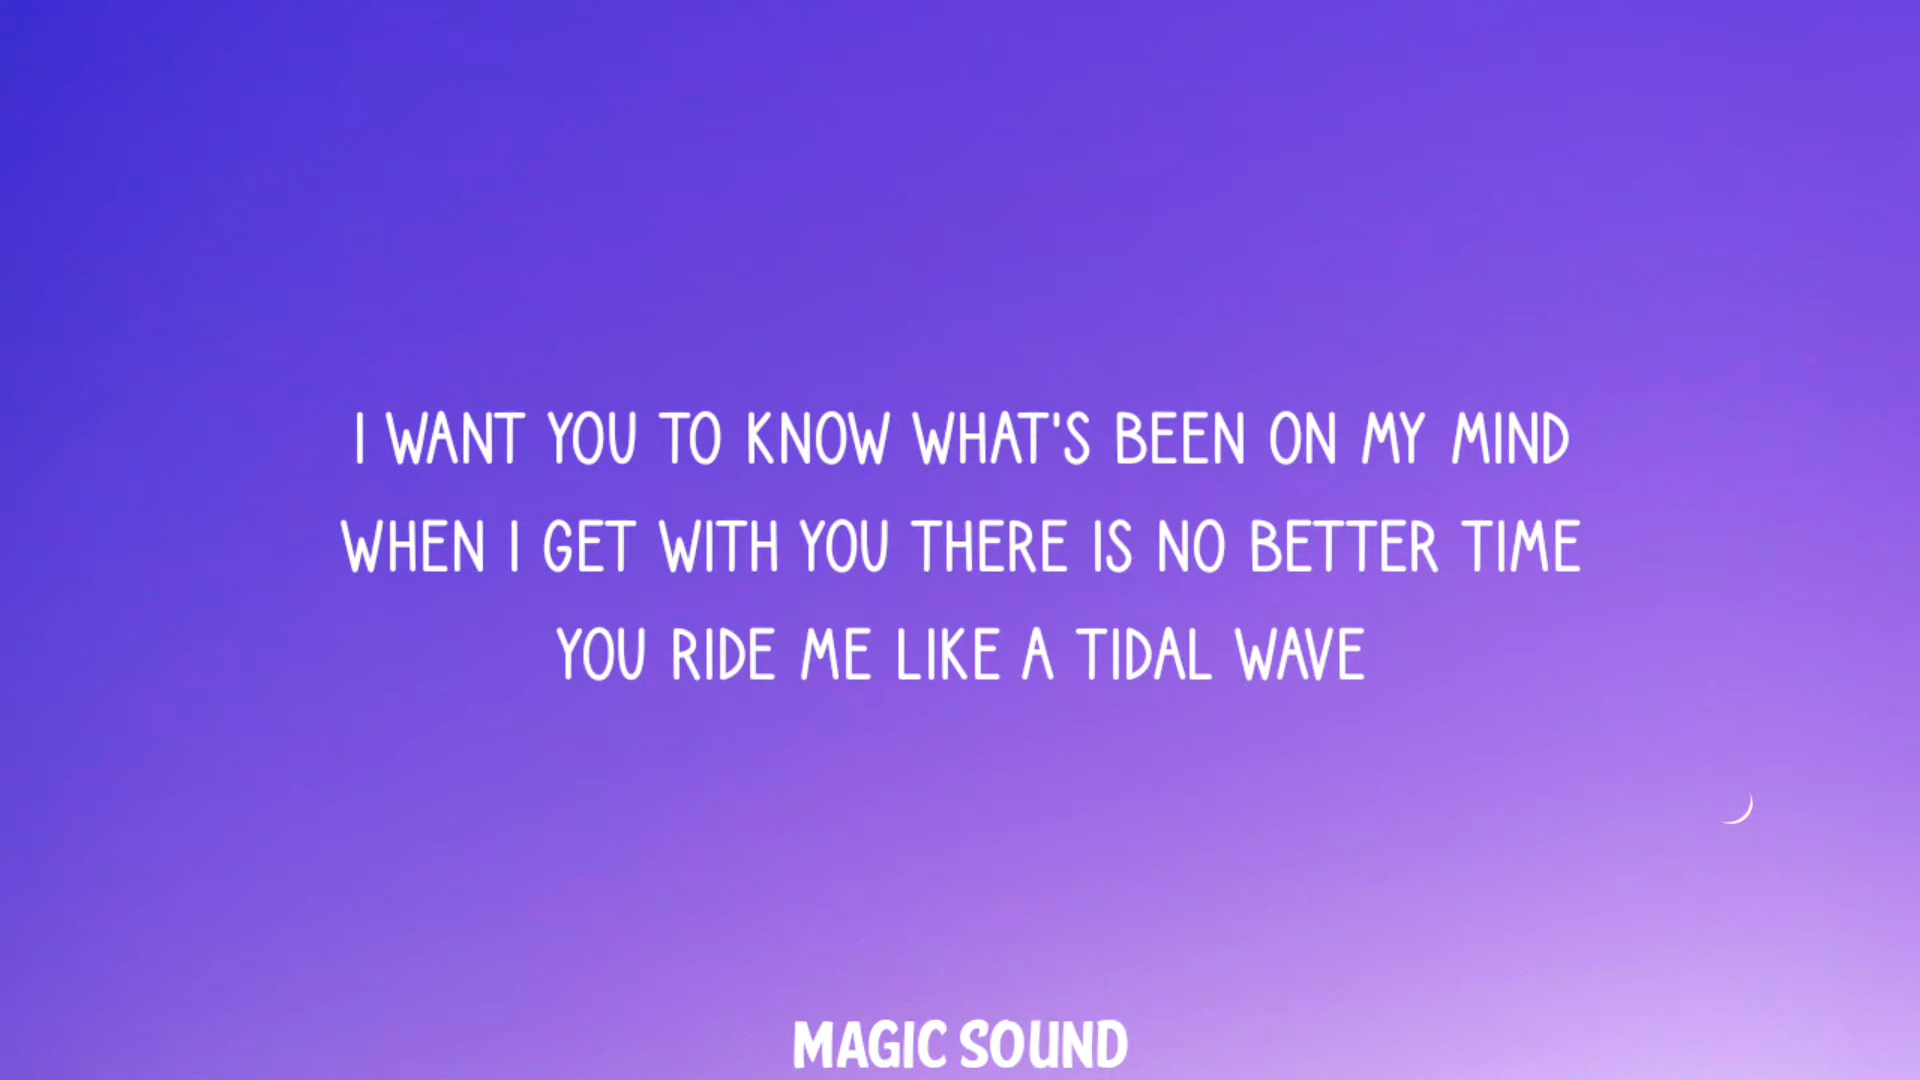 I WANT YOU TO KNOW WHAT'S BEEN ON MY MIND
WHEN I GET WITH YOU THERE IS NO BETTER TIME
YOU RIDE ME LIKE A TIDAL WAVE
MAGIC SOUND